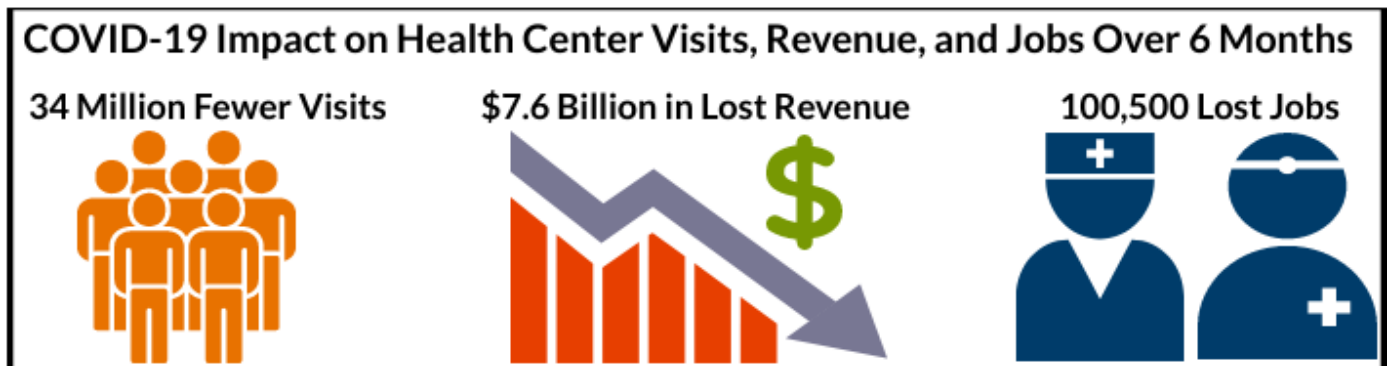 COVID-19 Impact on Health Center Visits, Revenue, and Jobs Over 6 Months
34 Million Fewer Visits
$7.6 Billion in Lost Revenue
100,500 Lost Jobs
$